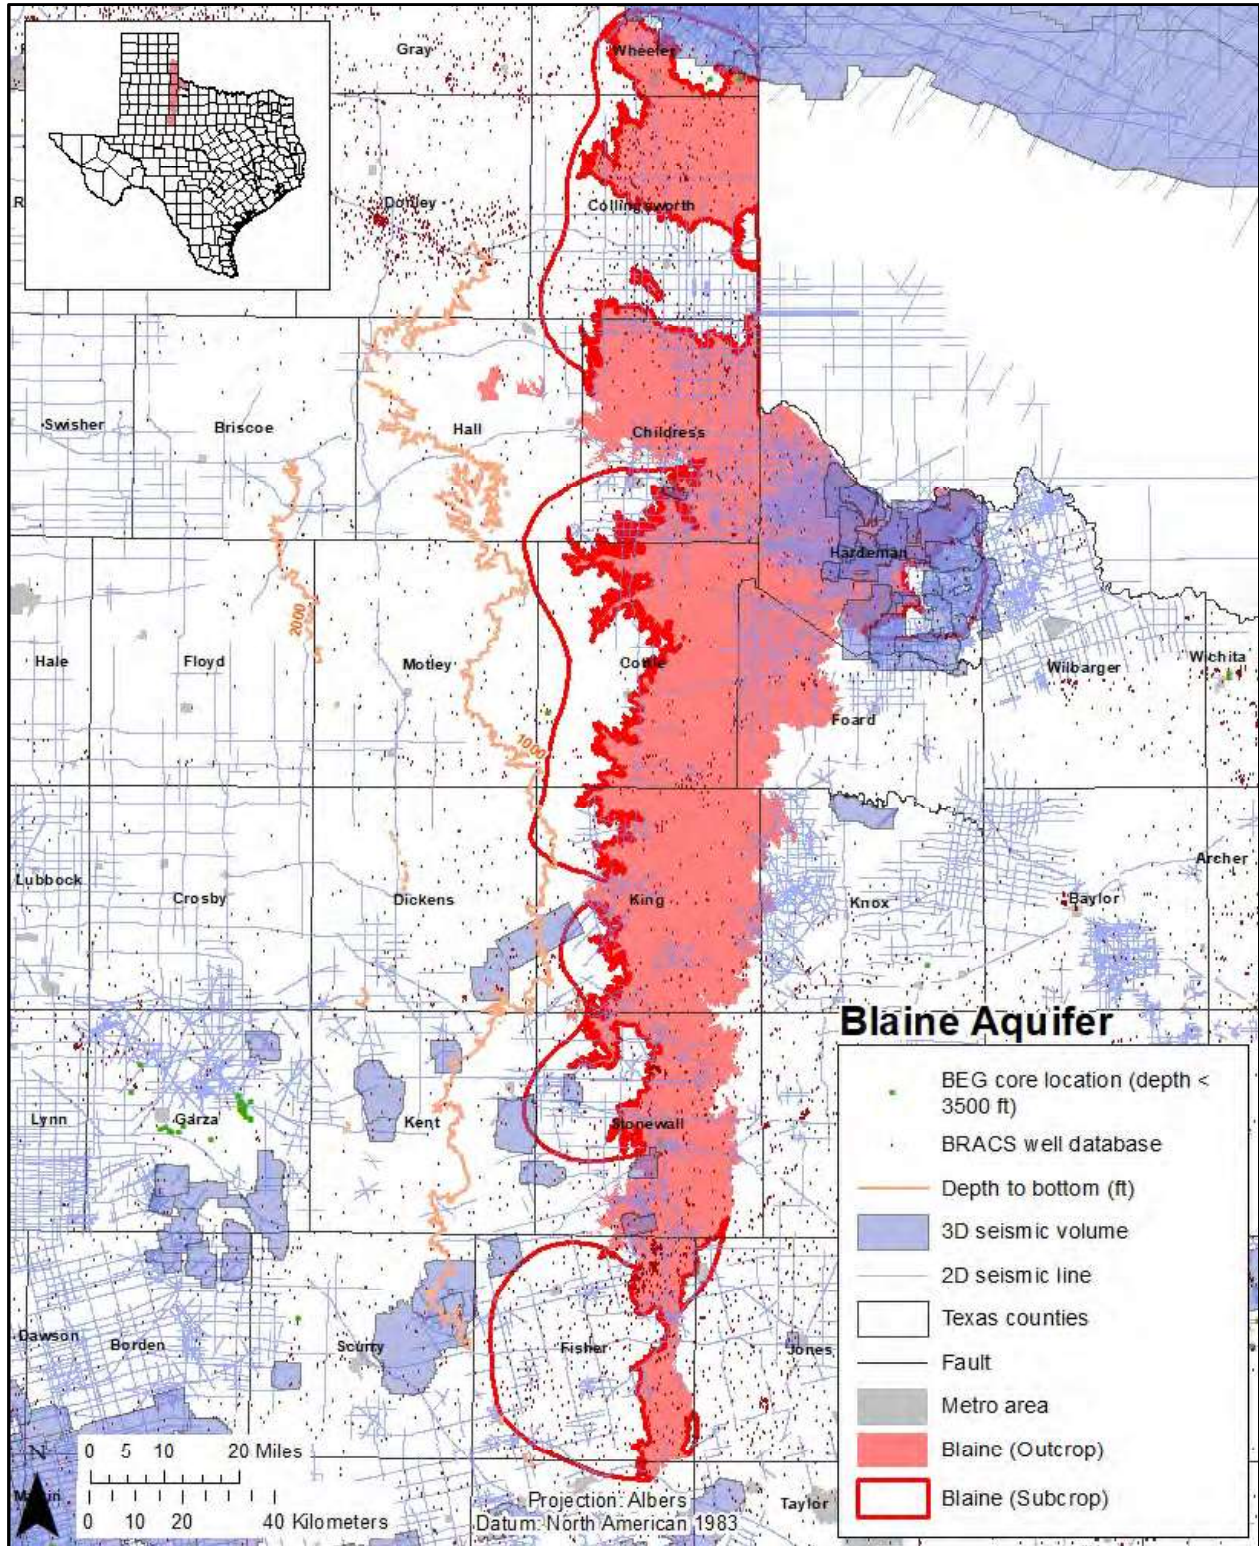 Gray
Wheeler
Donley
Collingsworth
Swisher
Briscoe
Hall
Childress
Hardeman
2000
Hale
Floyd
Motley
Cottle
Wilbarger
Wichita
Foard
1000
Lubbock
Crosby
Dickens
King
Knox
Baylor
Archer
Lynn
Garza
Kent
Stonewall
Dawson
Borden
Scurry
Fisher
Jones
Taylor
Blaine Aquifer
BEG core location (depth <
3500 ft)
BRACS well database
Depth to bottom (ft)
3D seismic volume
2D seismic line
Texas counties
Fault
Metro area
Blaine (Outcrop)
Blaine (Subcrop)
0 5 10 20 Miles
N
0 10 20 40 Kilometers
Projection: Albers
Datum: North American 1983